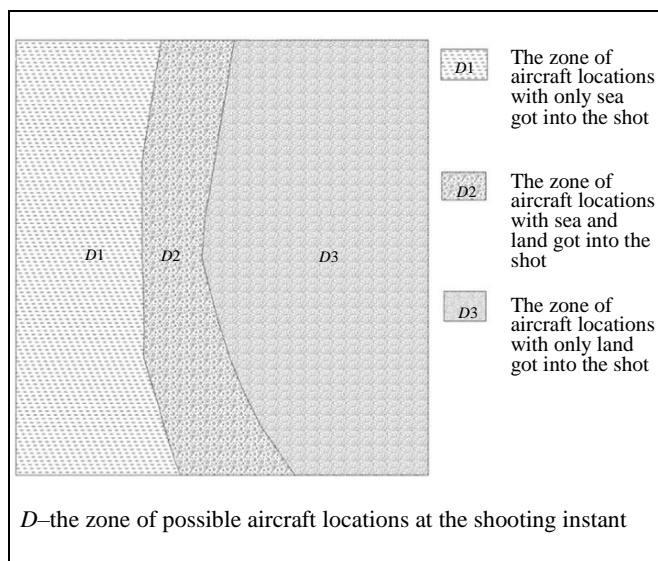 D1
D2
D3
D1
The zone of
aircraft locations
with only sea
got into the shot
D2
The zone of
aircraft locations
with sea and
land got into the
shot
D3
The zone of
aircraft locations
with only land
got into the shot
D–the zone of possible aircraft locations at the shooting instant